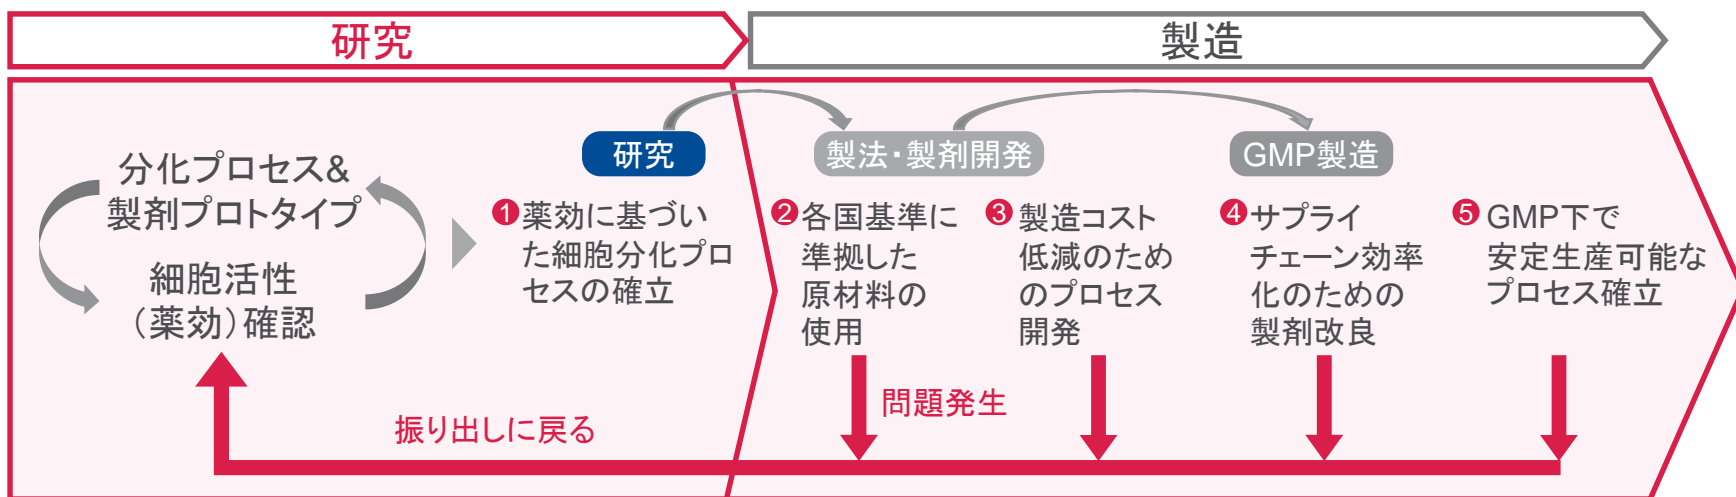 研究
製造
研究
製法・製剤開発
GMP製造
分化プロセス&
製剤プロトタイプ
細胞活性
（薬効）確認
❶薬効に基づい
た細胞分化プロ
セスの確立
❷各国基準に
準拠した
原材料の
使用
❸製造コスト
低減のため
のプロセス
開発
❹サプライ
チェーン効率
化のための
製剤改良
❺GMP下で
安定生産可能な
プロセス確立
問題発生
振り出しに戻る